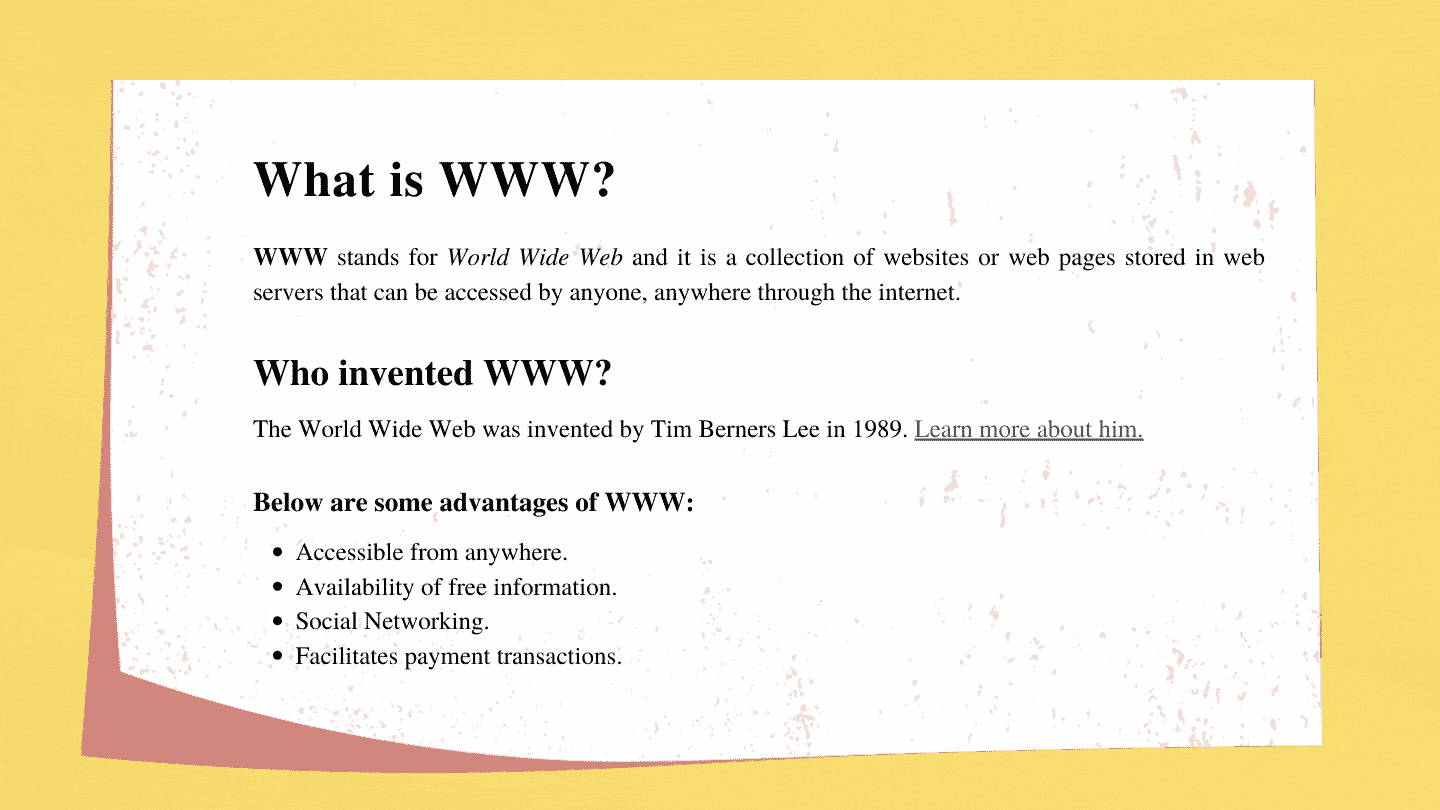 What is WWW?
WWW stands for World Wide Web and it is a collection of websites or web pages stored in web
servers that can be accessed by anyone, anywhere through the internet.
Who invented WWW?
The World Wide Web was invented by Tim Berners Lee in 1989. Learn more about him.
Below are some advantages of WWW:
• Accessible from anywhere.
• Availability of free information.
• Social Networking.
• Facilitates payment transactions.